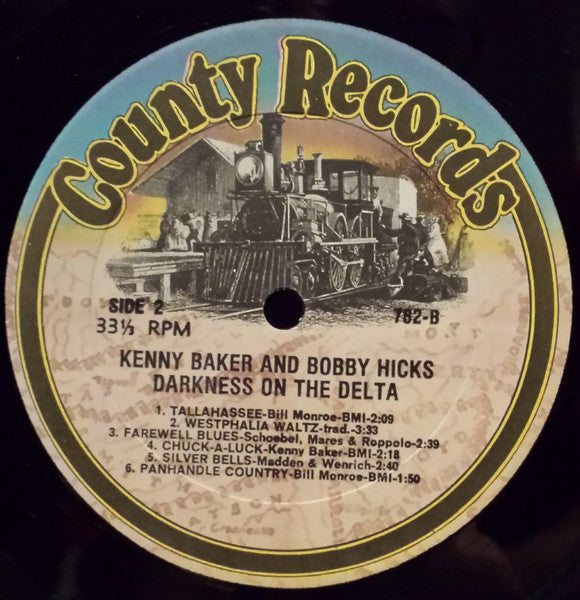 County Records
SIDE 2
33⅓ RPM
782-B
KENNY BAKER AND BOBBY HICKS
DARKNESS ON THE DELTA
1. TALLAHASSEE-Bill Monroe-BMI-2:09
2. WESTPHALIA WALTZ-trad.-3:33
3. FAREWELL BLUES-Schoebel, Mares & Roppolo-2:39
4. CHUCK-A-LUCK-Kenny Baker-BMI-2:18
5. SILVER BELLS-Madden & Wenrich-2:40
6. PANHANDLE COUNTRY-Bill Monroe-BMI-1:50